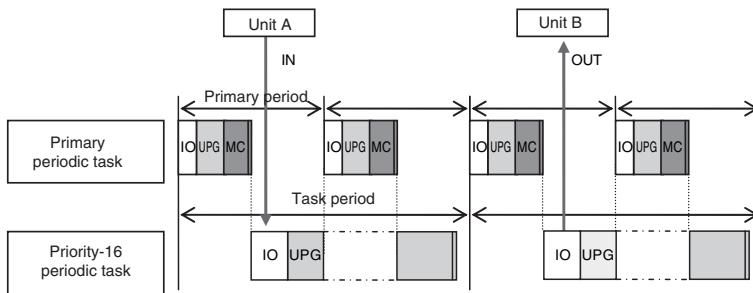 Unit A
Unit B
IN
OUT
Primary period
Primary
periodic task
IO UPG MC
IO UPG MC
IO UPG MC
IO UPG MC
Task period
Priority-16
periodic task
IO UPG
IO UPG